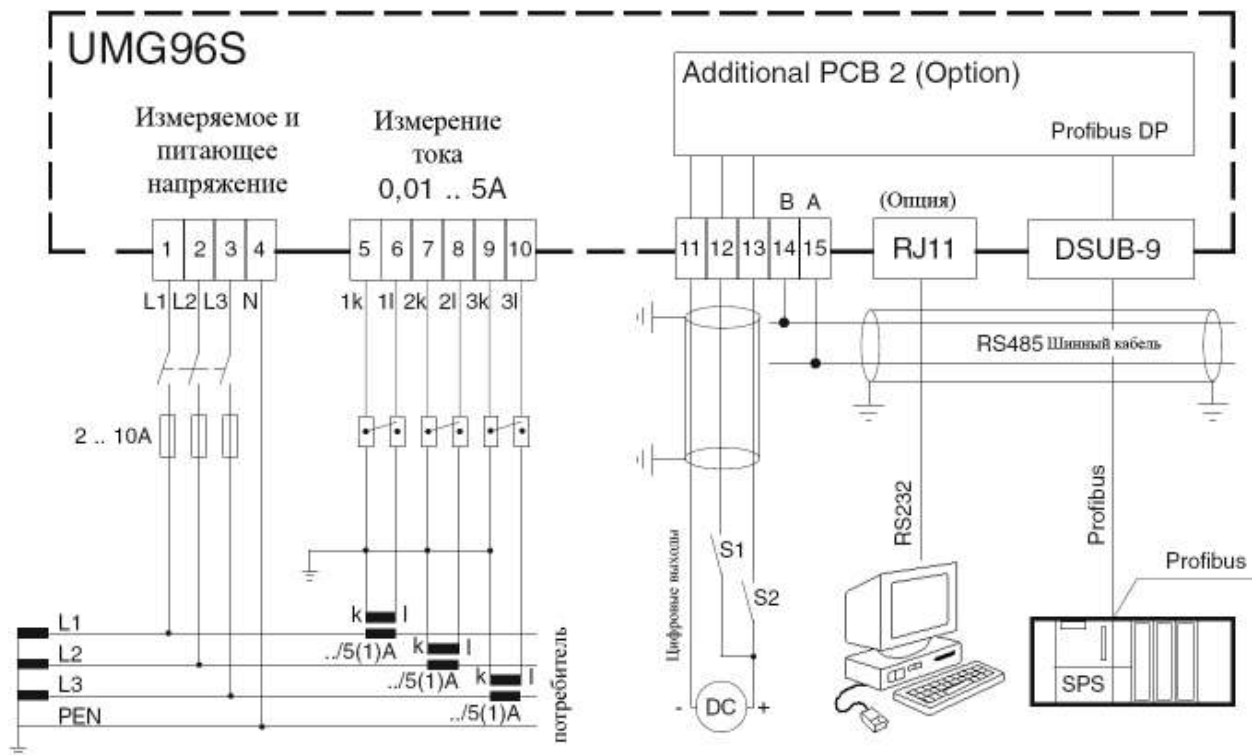 UMG96S
Additional PCB 2 (Option)
Profibus DP
Измеряемое и
питающее
напряжение
Измерение
тока
0,01 .. 5A
B A
(Опция)
1 2 3 4
5 6 7 8 9 10
11 12 13 14 15
RJ11
DSUB-9
L1 L2 L3 N
1k 1l 2k 2l 3k 3l
RS485 Шинный кабель
2 .. 10A
RS232
Profibus
Цифровые выходы
S1
S2
Profibus
L1
L2
L3
PEN
k l
../5(1)A
k l
../5(1)A
k l
../5(1)A
потребитель
- DC +
SPS